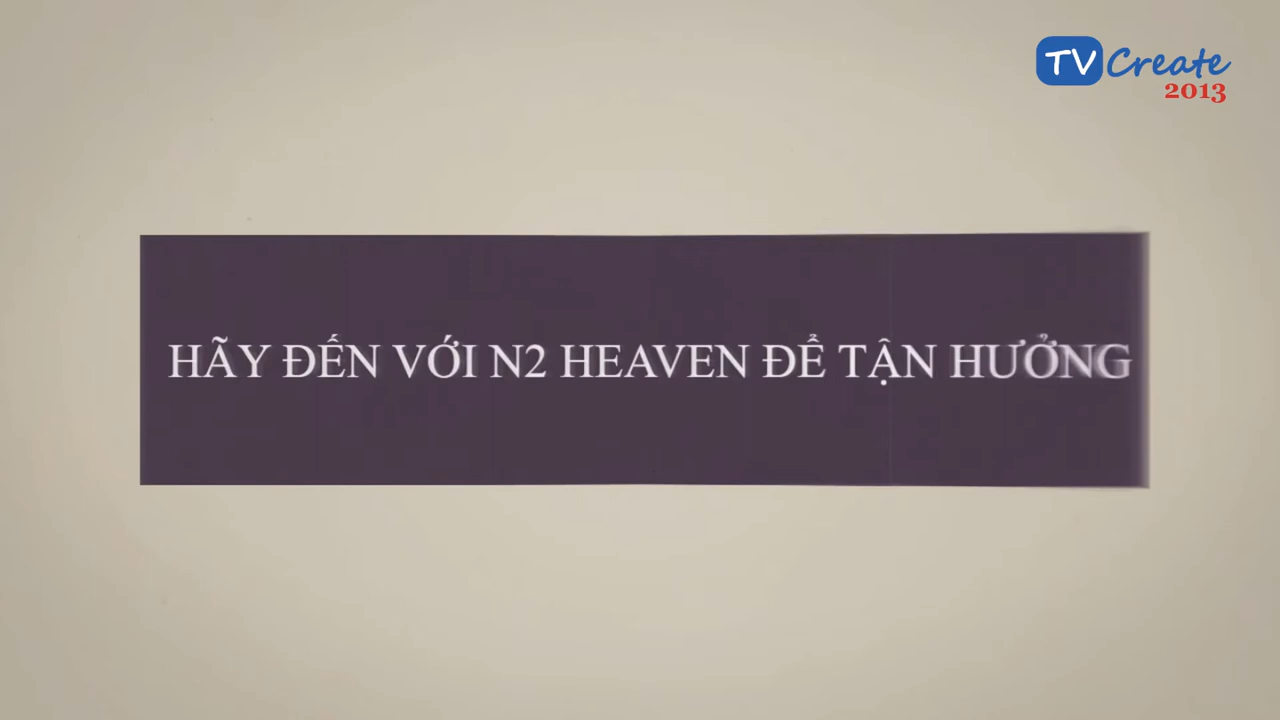 TV Create
2013
HÃY ĐẾN VỚI N2 HEAVEN ĐỂ TẬN HƯỞNG